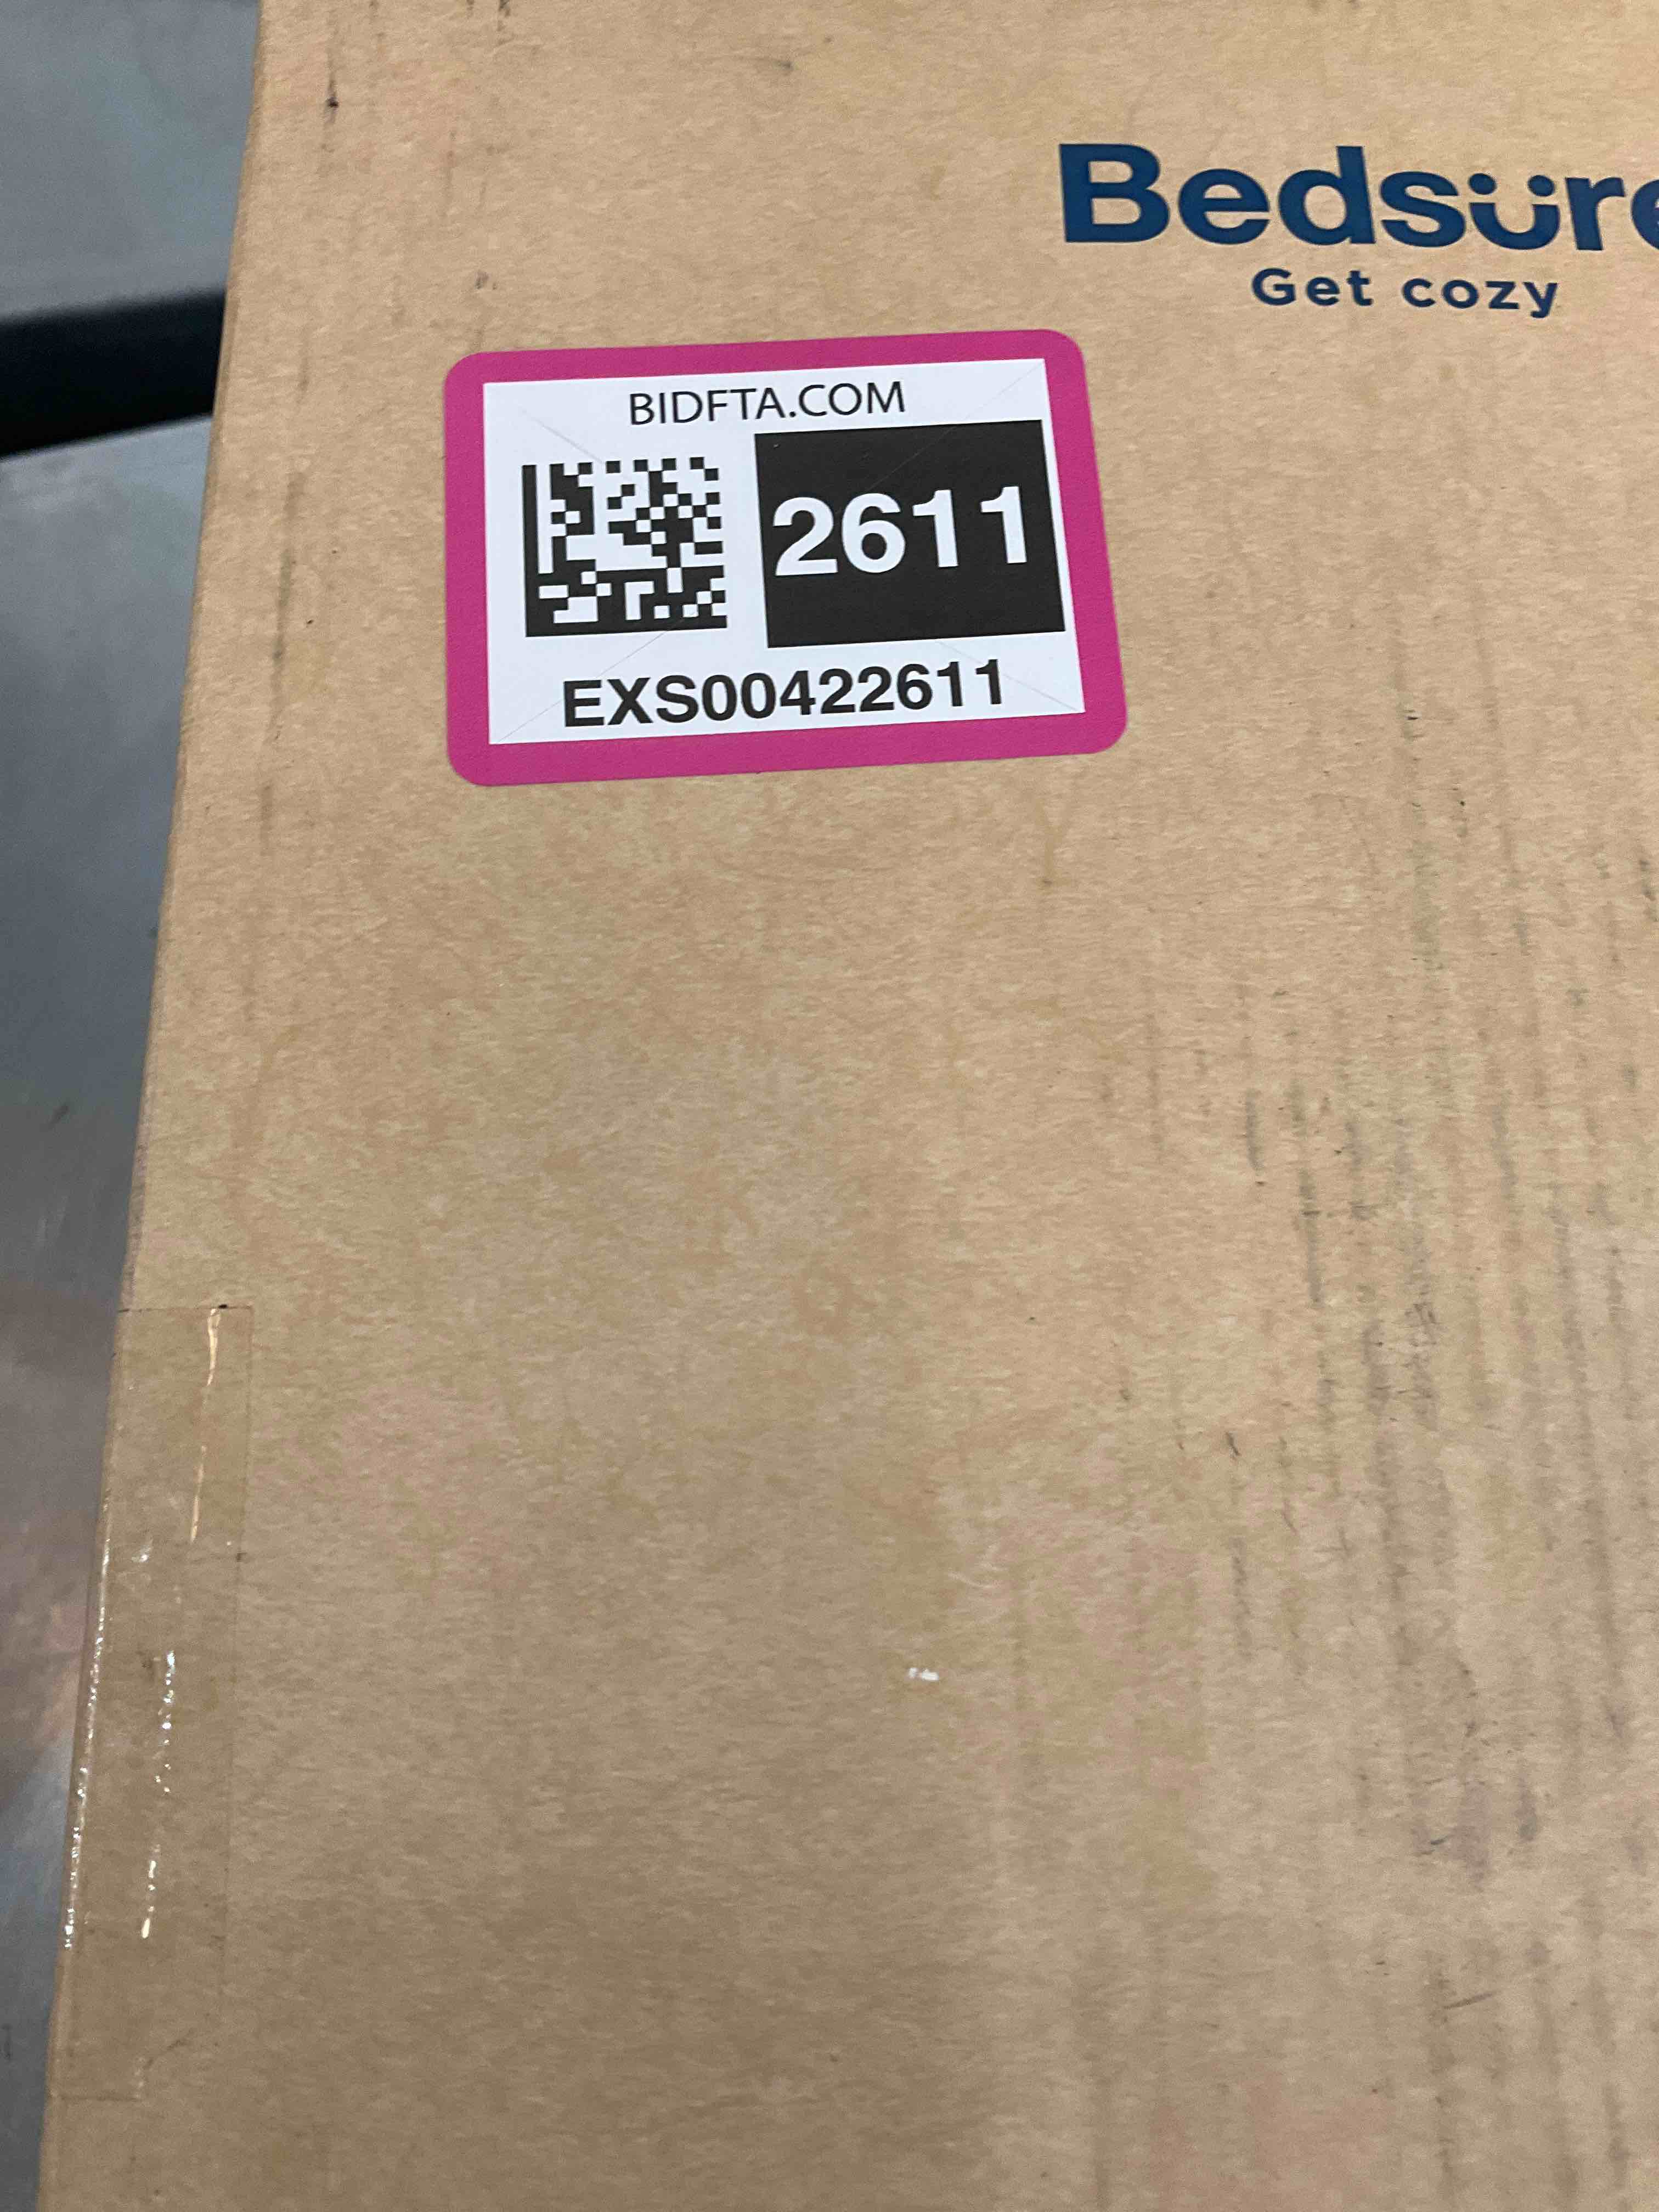 Bedsure
Get cozy
BIDFTA.COM
2611
EXS00422611